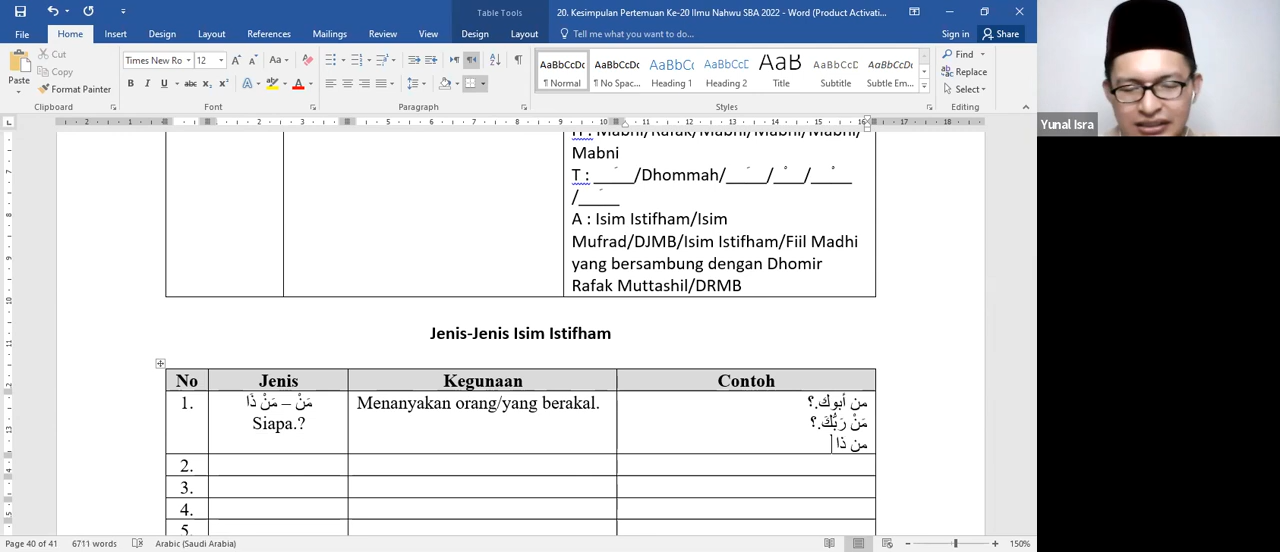 Table Tools
20. Kesimpulan Pertemuan Ke-20 Ilmu Nahwu SBA 2022 - Word (Product Activati...
File Home Insert Design Layout References Mailings Review View Design Layout Tell me what you want to do... Sign in Share
Paste
Cut
Copy
Format Painter
Clipboard
Times New Ro 12
Font
Paragraph
AaBbCcDc AaBbCcDc AaBbCc AaBbCcD AaB AaBbCcD AaBbCcDc
¶ Normal ¶ No Spac... Heading 1 Heading 2 Title Subtitle Subtle Em...
Styles
Find
Replace
Select
Editing
Yunal Isra
Mabni
T : _____/Dhommah/_____/____/_____
/_____
A : Isim Istifham/Isim
Mufrad/DJMB/Isim Istifham/Fiil Madhi
yang bersambung dengan Dhomir
Rafak Muttashil/DRMB
Jenis-Jenis Isim Istifham
No Jenis Kegunaan Contoh
1. مَنْ – مَنْ ذَا Menanyakan orang/yang berakal. من أبوك.؟
Siapa.? مَنْ رَبُّكَ.؟
من ذا
2.
3.
4.
5.
Page 40 of 41 6711 words Arabic (Saudi Arabia) 150%